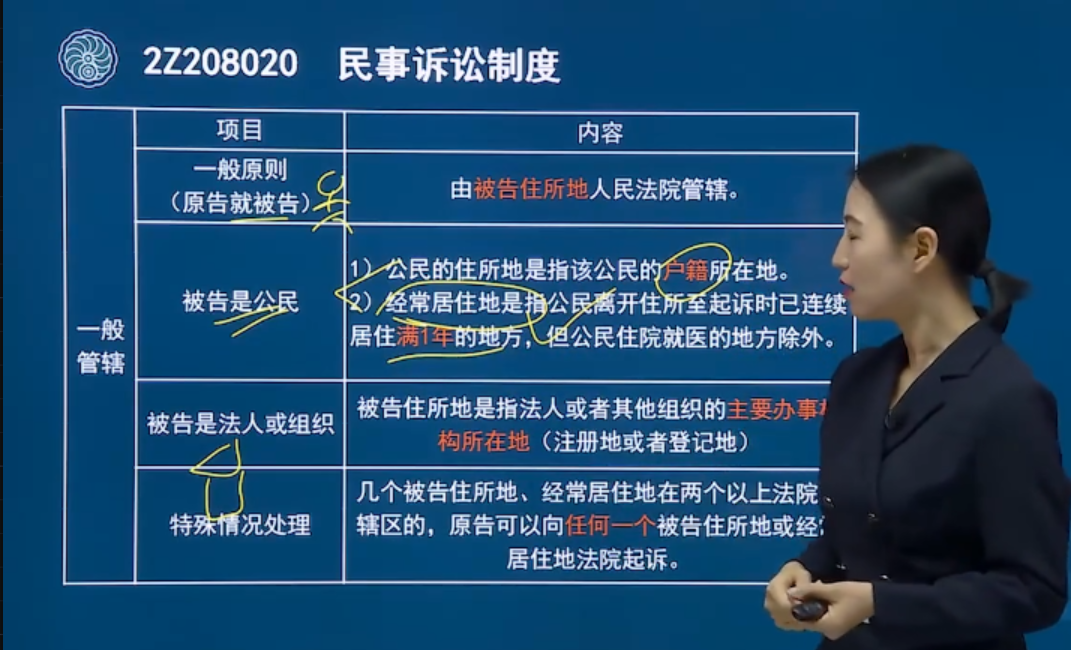 2Z208020 民事诉讼制度
项目
内容
一般
管辖
一般原则
（原告就被告）
由被告住所地人民法院管辖。
被告是公民
1）公民的住所地是指该公民的户籍所在地。
2）经常居住地是指公民离开住所至起诉时已连续
居住满1年的地方，但公民住院就医的地方除外。
被告是法人或组织
被告住所地是指法人或者其他组织的主要办事
构所在地（注册地或者登记地）
特殊情况处理
几个被告住所地、经常居住地在两个以上法院
辖区的，原告可以向任何一个被告住所地或经
居住地法院起诉。